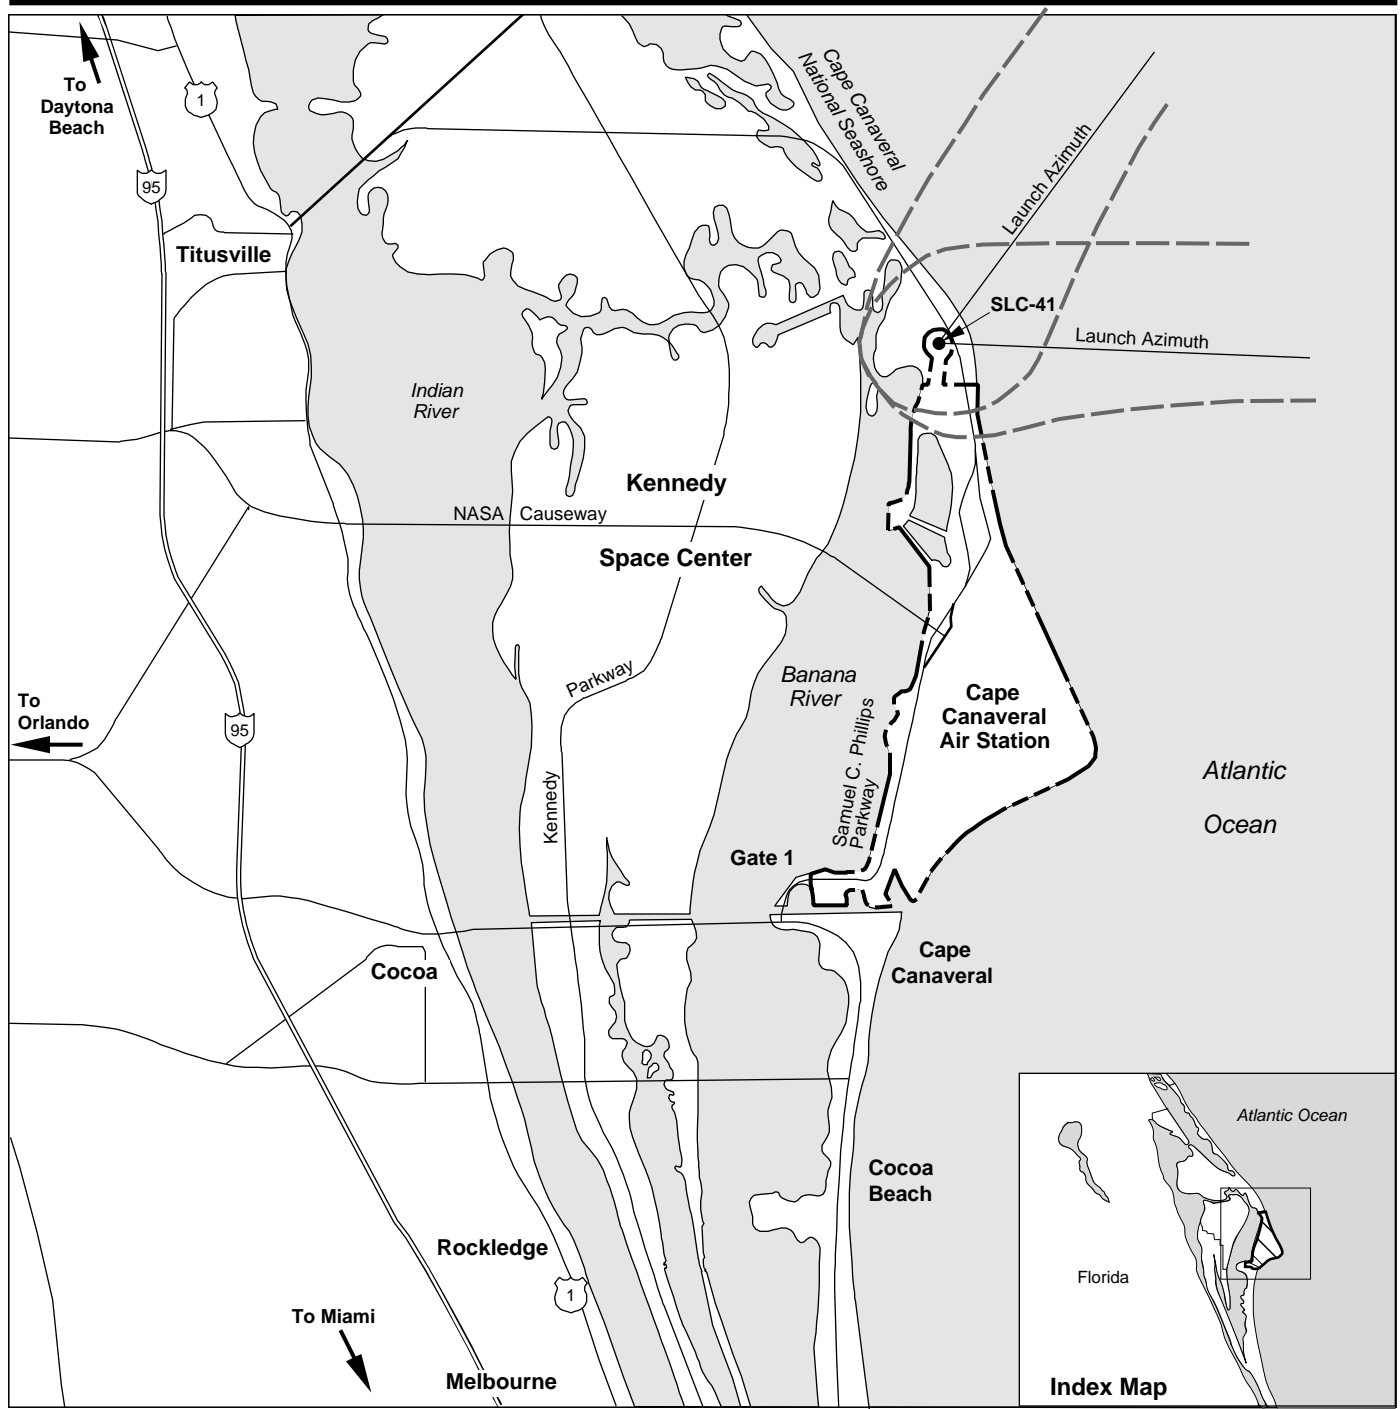 To
Daytona
Beach
1
95
Titusville
Cape Canaveral
National Seashore
Launch Azimuth
SLC-41
Launch Azimuth
Indian
River
Kennedy
NASA Causeway
Space Center
Parkway
Banana
River
To
Orlando
95
Cape
Canaveral
Air Station
Samuel C. Phillips
Parkway
Kennedy
Atlantic
Ocean
Gate 1
Cape
Canaveral
Cocoa
Cocoa
Beach
Rockledge
1
To Miami
Melbourne
Atlantic Ocean
Florida
Index Map